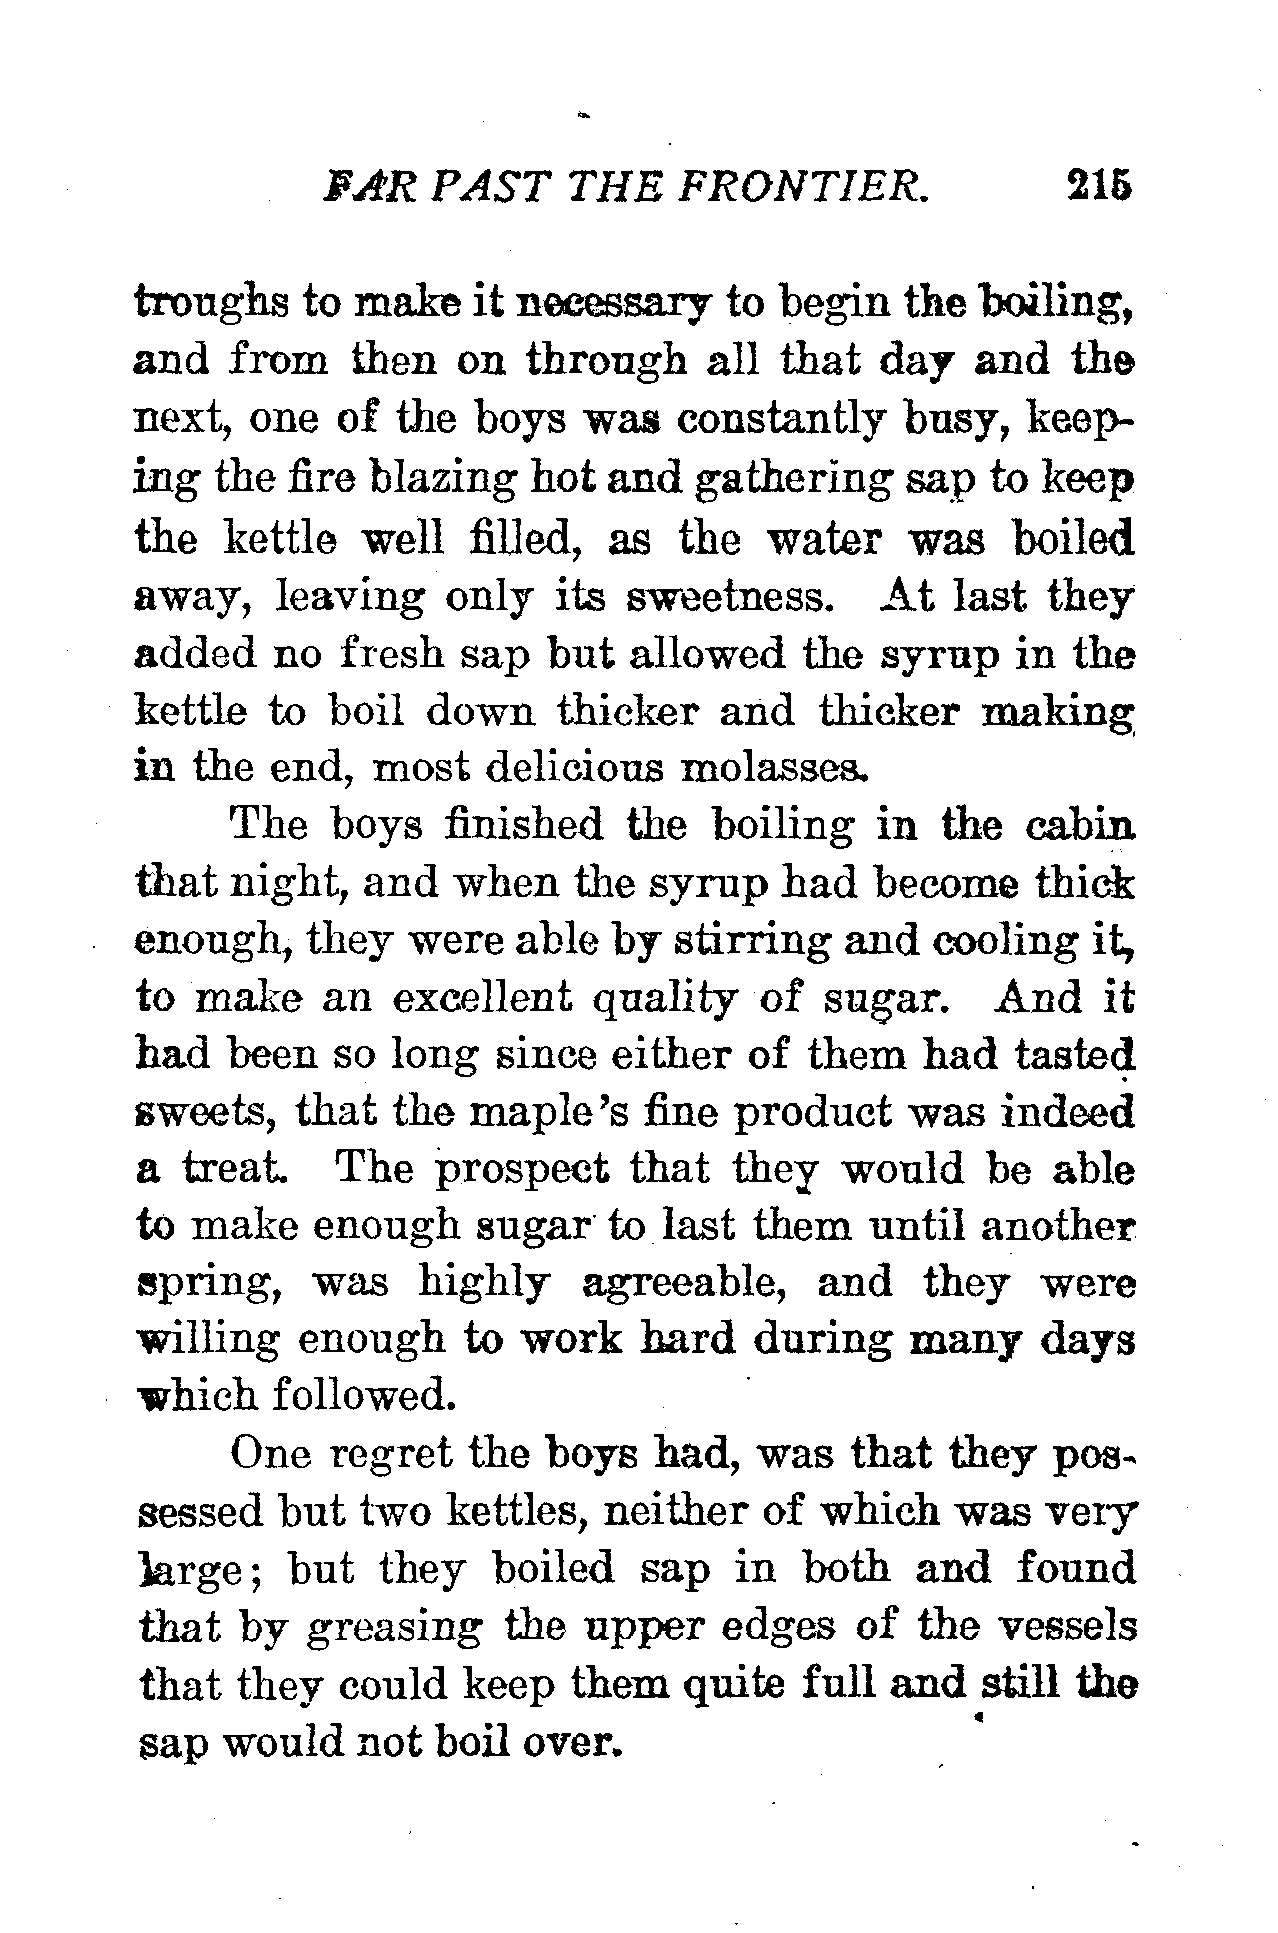 FAR PAST THE FRONTIER. 215
troughs to make it necessary to begin the boiling,
and from then on through all that day and the
next, one of the boys was constantly busy, keep-
ing the fire blazing hot and gathering sap to keep
the kettle well filled, as the water was boiled
away, leaving only its sweetness. At last they
added no fresh sap but allowed the syrup in the
kettle to boil down thicker and thicker making
in the end, most delicious molasses.
The boys finished the boiling in the cabin
that night, and when the syrup had become thick
enough, they were able by stirring and cooling it,
to make an excellent quality of sugar. And it
had been so long since either of them had tasted
sweets, that the maple's fine product was indeed
a treat. The prospect that they would be able
to make enough sugar to last them until another
spring, was highly agreeable, and they were
willing enough to work hard during many days
which followed.
One regret the boys had, was that they pos-
sessed but two kettles, neither of which was very
large; but they boiled sap in both and found
that by greasing the upper edges of the vessels
that they could keep them quite full and still the
sap would not boil over.